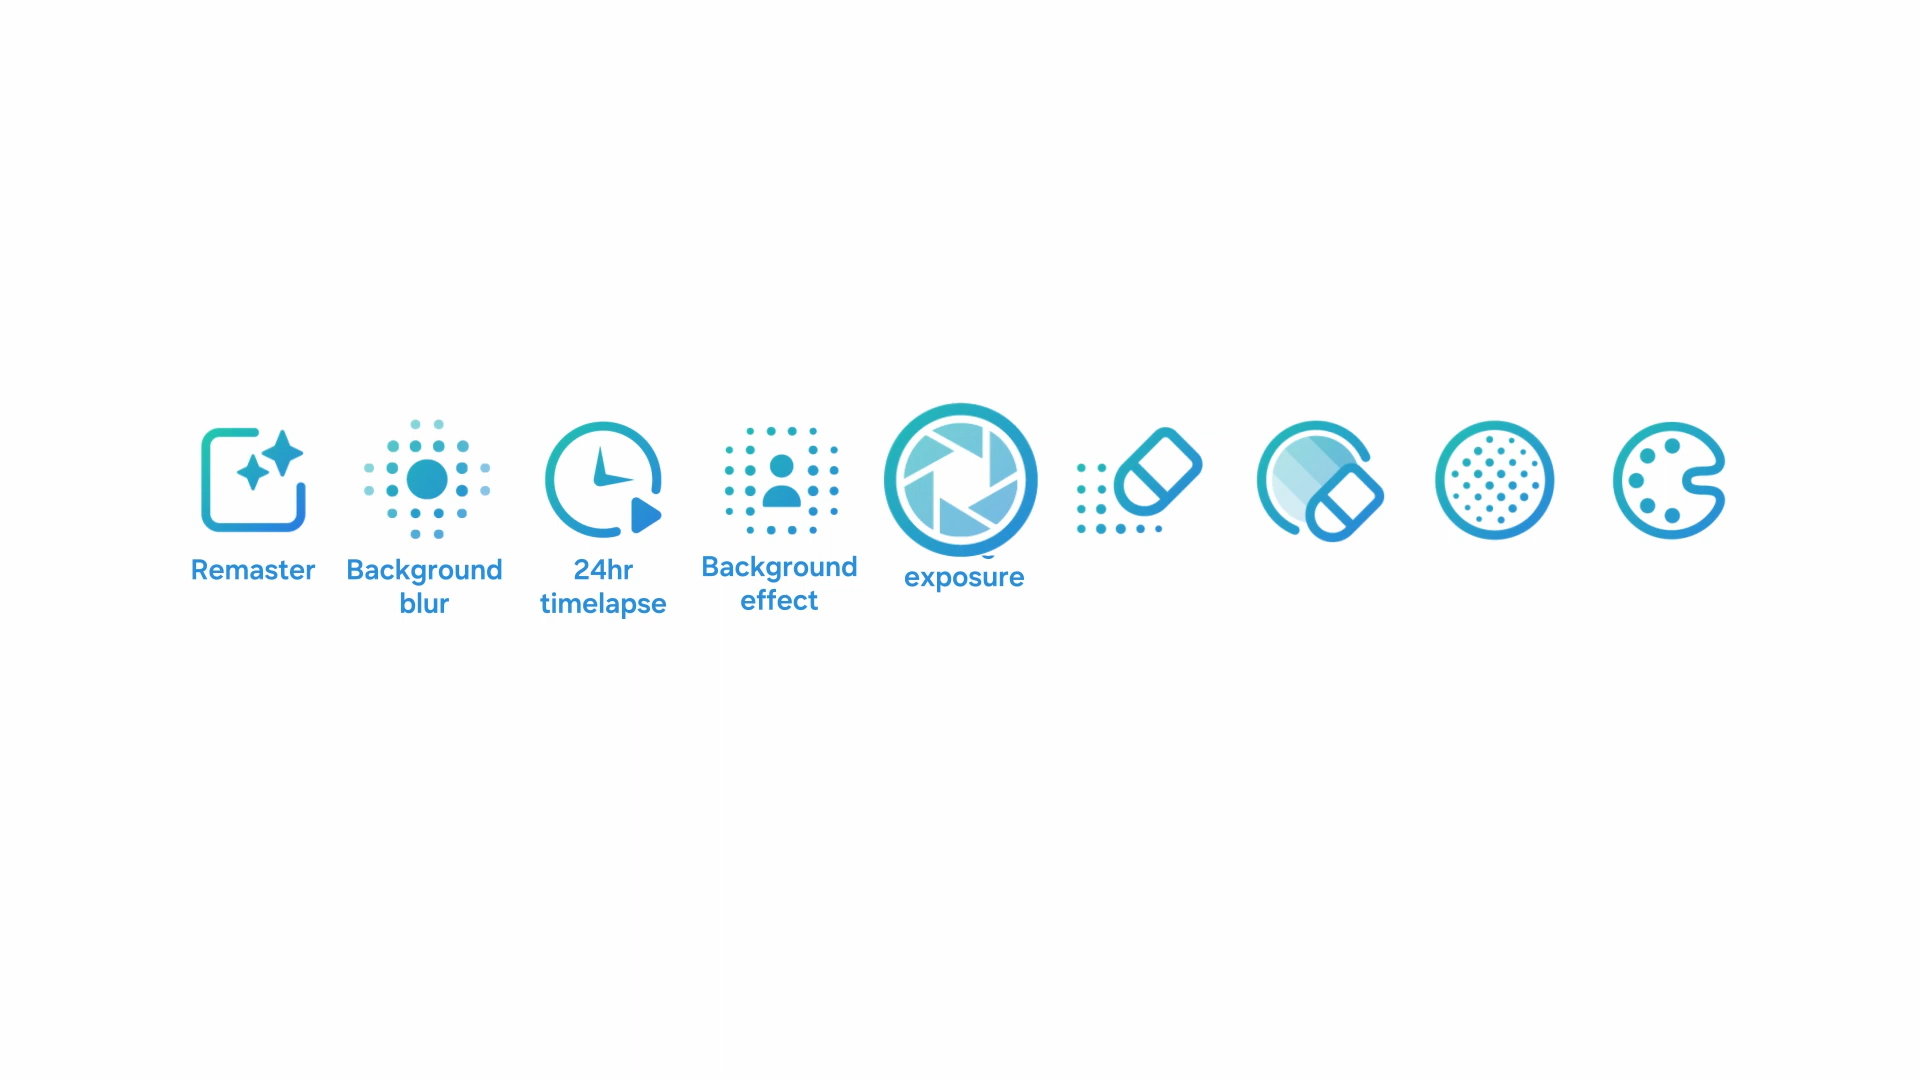 Remaster
Background
blur
24hr
timelapse
Background
effect
exposure